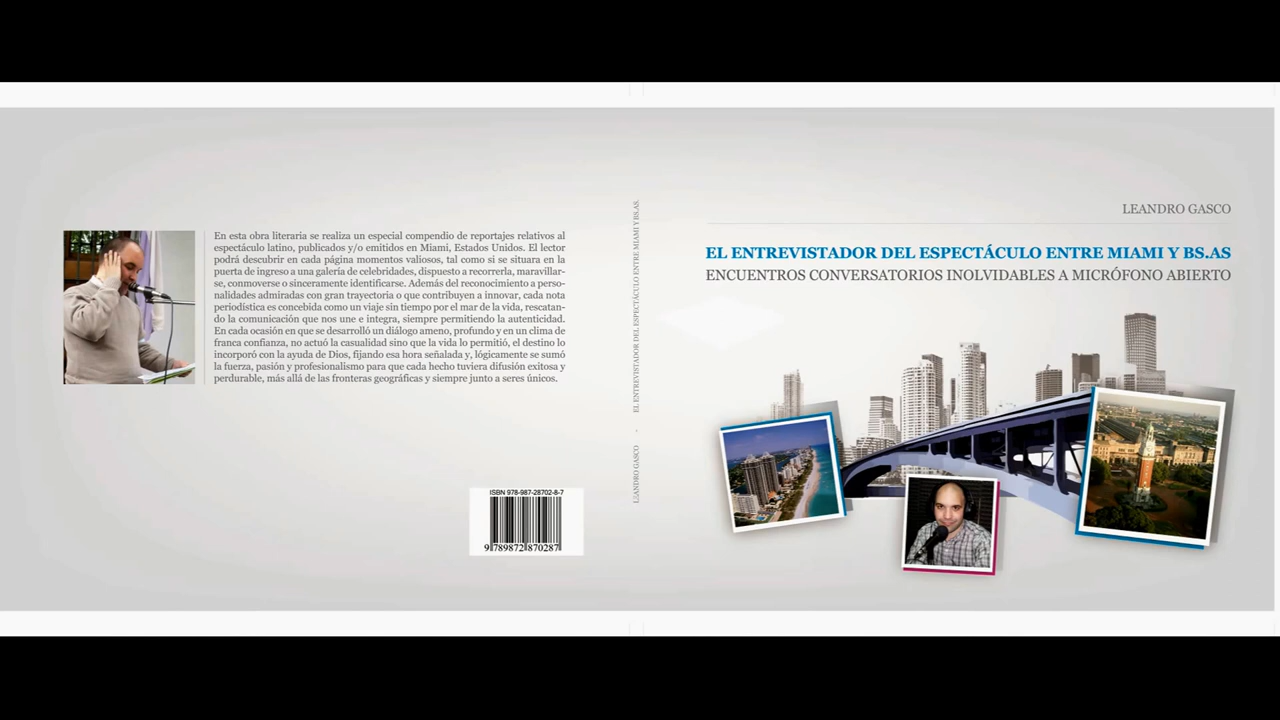 En esta obra literaria se realiza un especial compendio de reportajes relativos al
espectáculo latino, publicados y/o emitidos en Miami, Estados Unidos. El lector
podrá descubrir en cada página momentos valiosos, tal como si se situara en la
puerta de ingreso a una galería de celebridades, dispuesto a recorrerla, maravillar-
se, conmoverse o sinceramente identificarse. Además del reconocimiento a perso-
nalidades admiradas con gran trayectoria o que contribuyen a innovar, cada nota
periodística es concebida como un viaje sin tiempo por el mar de la vida, rescatan-
do la comunicación que nos une e integra, siempre permitiendo la autenticidad.
En cada ocasión en que se desarrolló un diálogo ameno, profundo y en un clima de
franca confianza, no actuó la casualidad sino que la vida lo permitió, el destino lo
incorporó con la ayuda de Dios, fijando esa hora señalada y, lógicamente se sumó
la fuerza, pasión y profesionalismo para que cada hecho tuviera difusión exitosa y
perdurable, más allá de las fronteras geográficas y siempre junto a seres únicos.
ISBN 978-987-28702-8-7
9 789872 870287
LEANDRO GASCO - EL ENTREVISTADOR DEL ESPECTÁCULO ENTRE MIAMI Y BS.AS.
LEANDRO GASCO
EL ENTREVISTADOR DEL ESPECTÁCULO ENTRE MIAMI Y BS.AS
ENCUENTROS CONVERSATORIOS INOLVIDABLES A MICRÓFONO ABIERTO